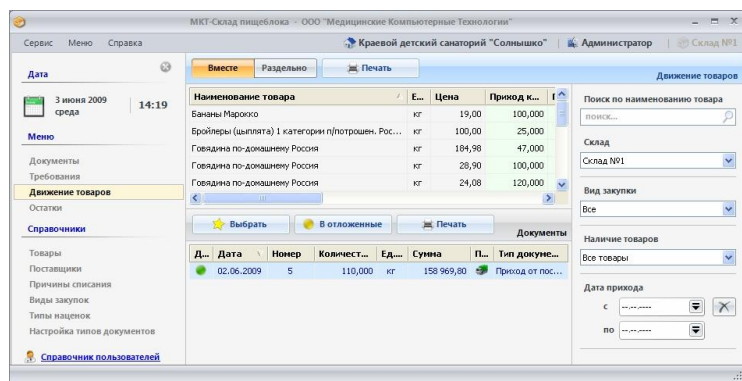 МКТ-Склад пищеблока - ООО "Медицинские Компьютерные Технологии"
Сервис Меню Справка
Краевой детский санаторий "Солнышко" Администратор Склад №1
Дата
3 июня 2009
среда
14:19
Меню
Документы
Требования
Движение товаров
Остатки
Справочники
Товары
Поставщики
Причины списания
Виды закупок
Типы наценок
Настройка типов документов
Справочник пользователей
Вместе Раздельно Печать
Движение товаров
Наименование товара Е... Цена Приход к...
Бананы Марокко кг 19,00 100,000
Бройлеры (цыплята) 1 категории п/потрошен. Рос... кг 100,00 25,000
Говядина по-домашнему Россия кг 184,98 47,000
Говядина по-домашнему Россия кг 28,90 100,000
Говядина по-домашнему Россия кг 24,08 120,000
Выбрать В отложенные Печать
Документы
Д... Дата Номер Количест... Ед.... Сумма П... Тип докуме...
02.06.2009 5 110,000 кг 158 969,80 Приход от пос...
Поиск по наименованию товара
поиск...
Склад
Склад №1
Вид закупки
Все
Наличие товаров
Все товары
Дата прихода
с --.--.----
по --.--.----